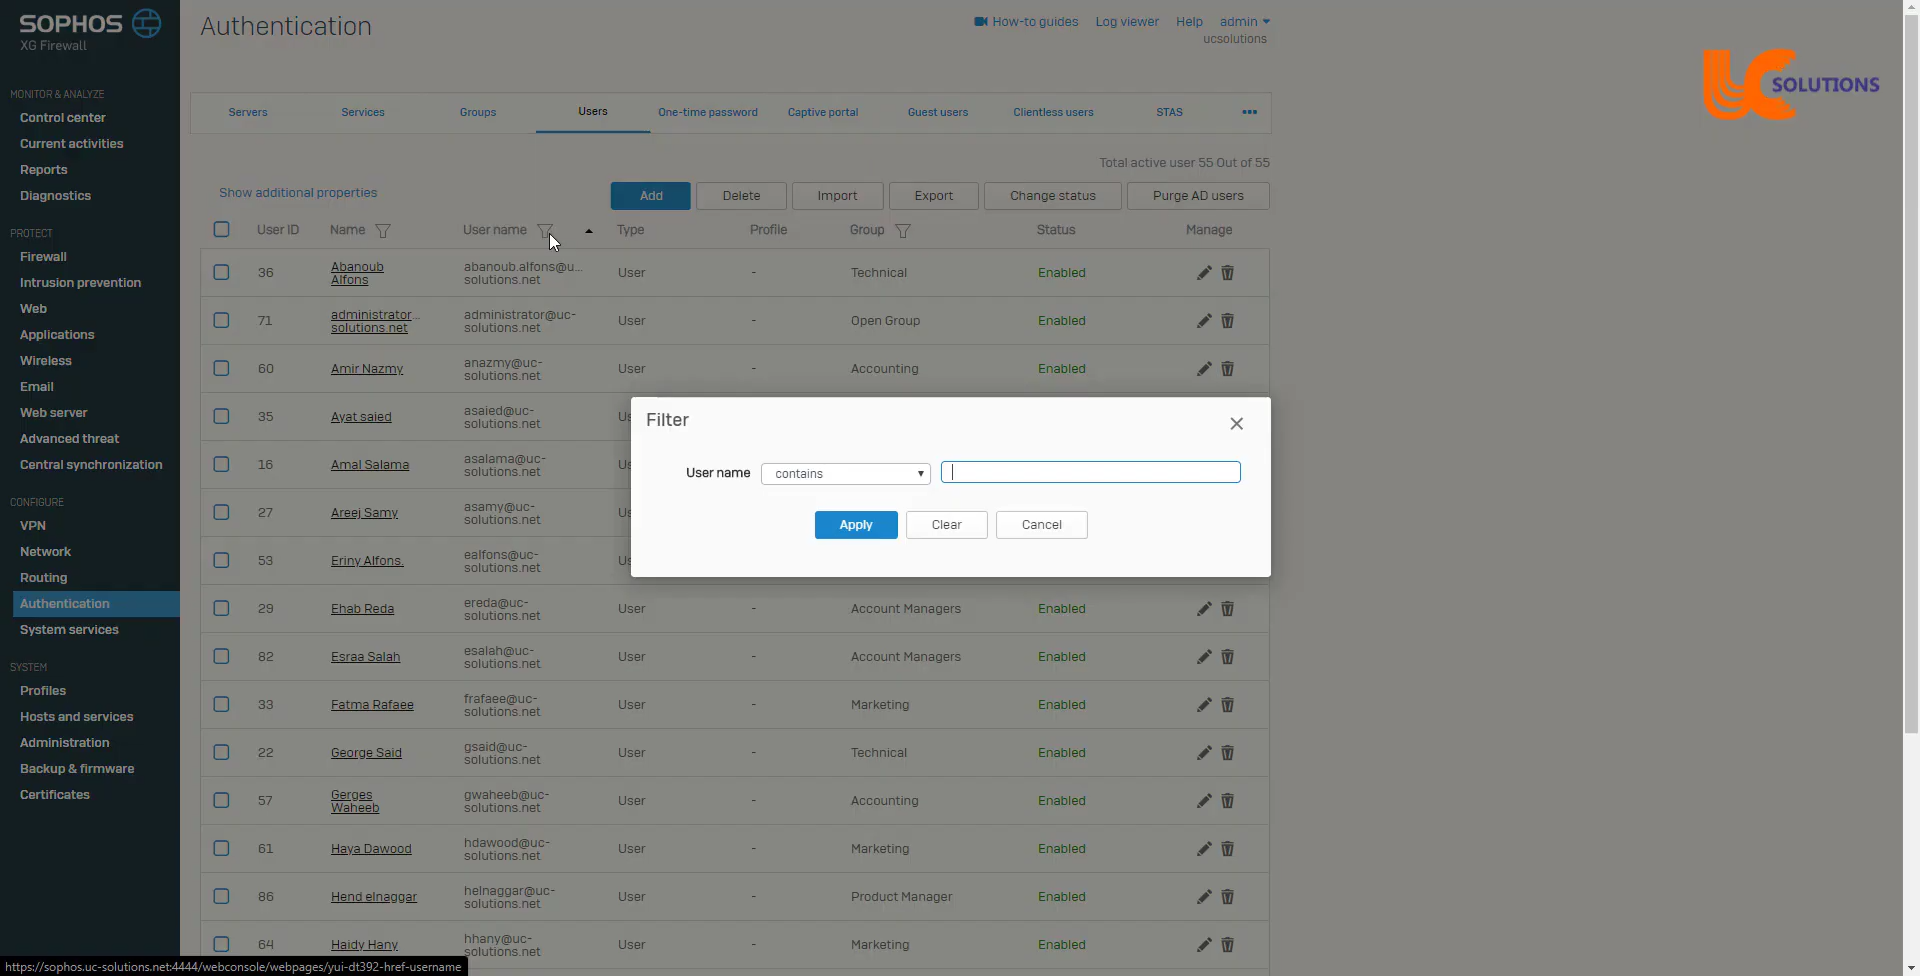 SOPHOS
XG Firewall
MONITOR & ANALYZE
Control center
Current activities
Reports
Diagnostics
PROTECT
Firewall
Intrusion prevention
Web
Applications
Wireless
Email
Web server
Advanced threat
Central synchronization
CONFIGURE
VPN
Network
Routing
Authentication
System services
SYSTEM
Profiles
Hosts and services
Administration
Backup & firmware
Certificates
Authentication
How-to guides Log viewer Help admin
ucsolutions
UC SOLUTIONS
Servers Services Groups Users One-time password Captive portal Guest users Clientless users STAS •••
Total active user 55 Out of 55
Show additional properties Add Delete Import Export Change status Purge AD users
User ID Name User name Type Profile Group Status Manage
36 Abanoub Alfons abanoub.alfons@u... solutions.net User - Technical Enabled
71 administrator... solutions.net administrator@uc-solutions.net User - Open Group Enabled
60 Amir Nazmy anazmy@uc-solutions.net User - Accounting Enabled
35 Ayat saied asaied@uc-solutions.net
16 Amal Salama asalama@uc-solutions.net
27 Areej Samy asamy@uc-solutions.net
53 Eriny Alfons. ealfons@uc-solutions.net
Filter
User name contains
Apply Clear Cancel
29 Ehab Reda ereda@uc-solutions.net User - Account Managers Enabled
82 Esraa Salah esalah@uc-solutions.net User - Account Managers Enabled
33 Fatma Rafaee frafaee@uc-solutions.net User - Marketing Enabled
22 George Said gsaid@uc-solutions.net User - Technical Enabled
57 Gerges Waheeb gwaheeb@uc-solutions.net User - Accounting Enabled
61 Haya Dawood hdawood@uc-solutions.net User - Marketing Enabled
86 Hend elnaggar helnaggar@uc-solutions.net User - Product Manager Enabled
64 Haidy Hany hhany@uc-solutions.net User - Marketing Enabled
https://sophos.uc-solutions.net:4444/webconsole/webpages/yui-dt392-href-username